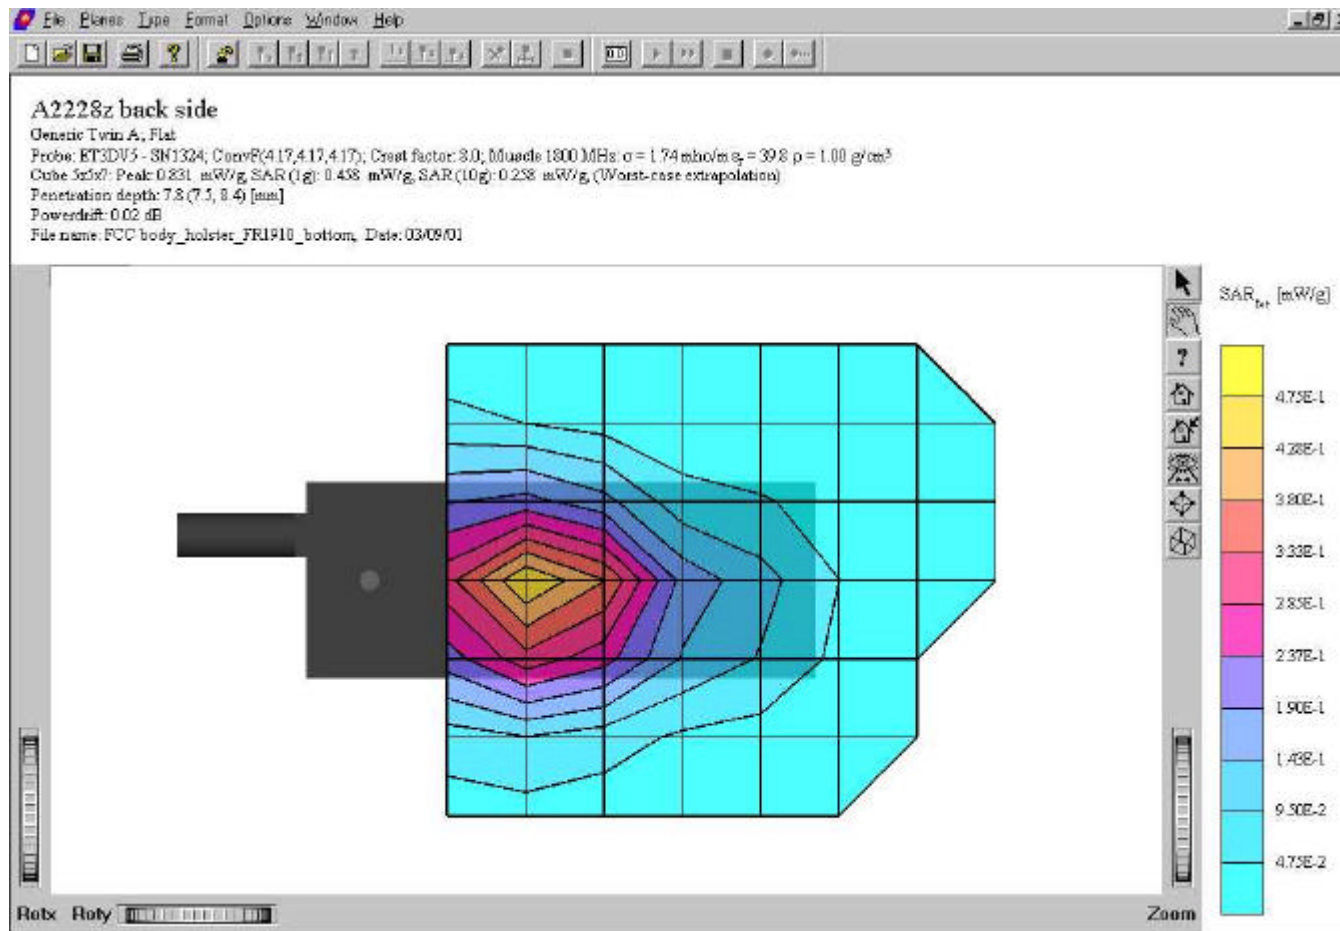 File Planes Type Format Options Window Help
A2228z back side
Generic Twin A; Flat
Probe: ET3DV5 - SN1324; ConvF(4.17,4.17,4.17); Crest factor: 8.0; Muscle 1800 MHz: σ = 1.74 mho/m εr = 39.8 ρ = 1.00 g/cm³
Cube 5x5x7: Peak: 0.831 mW/g, SAR (1g): 0.458 mW/g, SAR (10g): 0.258 mW/g, (Worst-case extrapolation)
Penetration depth: 7.8 (7.5, 8.4) [mm]
Powerdrift: 0.02 dB
File name: FCC body_holster_FR1910_bottom, Date: 03/09/01
SARTot [mW/g]
4.75E-1
4.28E-1
3.80E-1
3.33E-1
2.85E-1
2.37E-1
1.90E-1
1.43E-1
9.50E-2
4.75E-2
Rotx Roty
Zoom